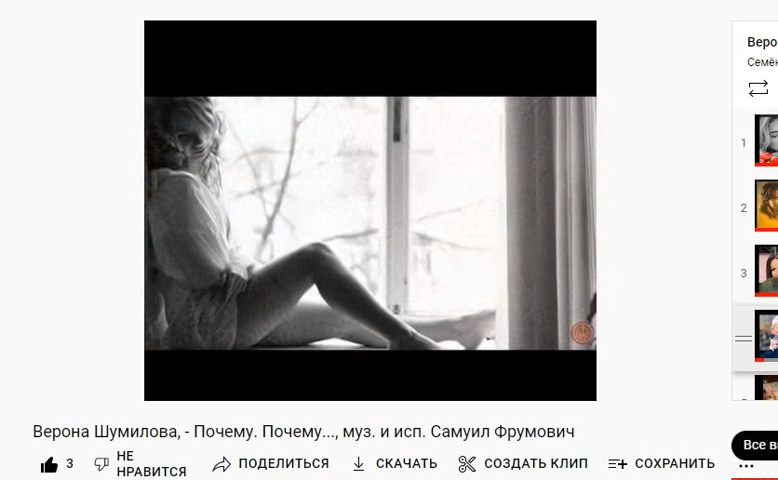 Веро
Семён
1
2
3
Верона Шумилова, - Почему. Почему..., муз. и исп. Самуил Фрумович
3
НЕ
НРАВИТСЯ
ПОДЕЛИТЬСЯ
СКАЧАТЬ
СОЗДАТЬ КЛИП
СОХРАНИТЬ
...
Все в